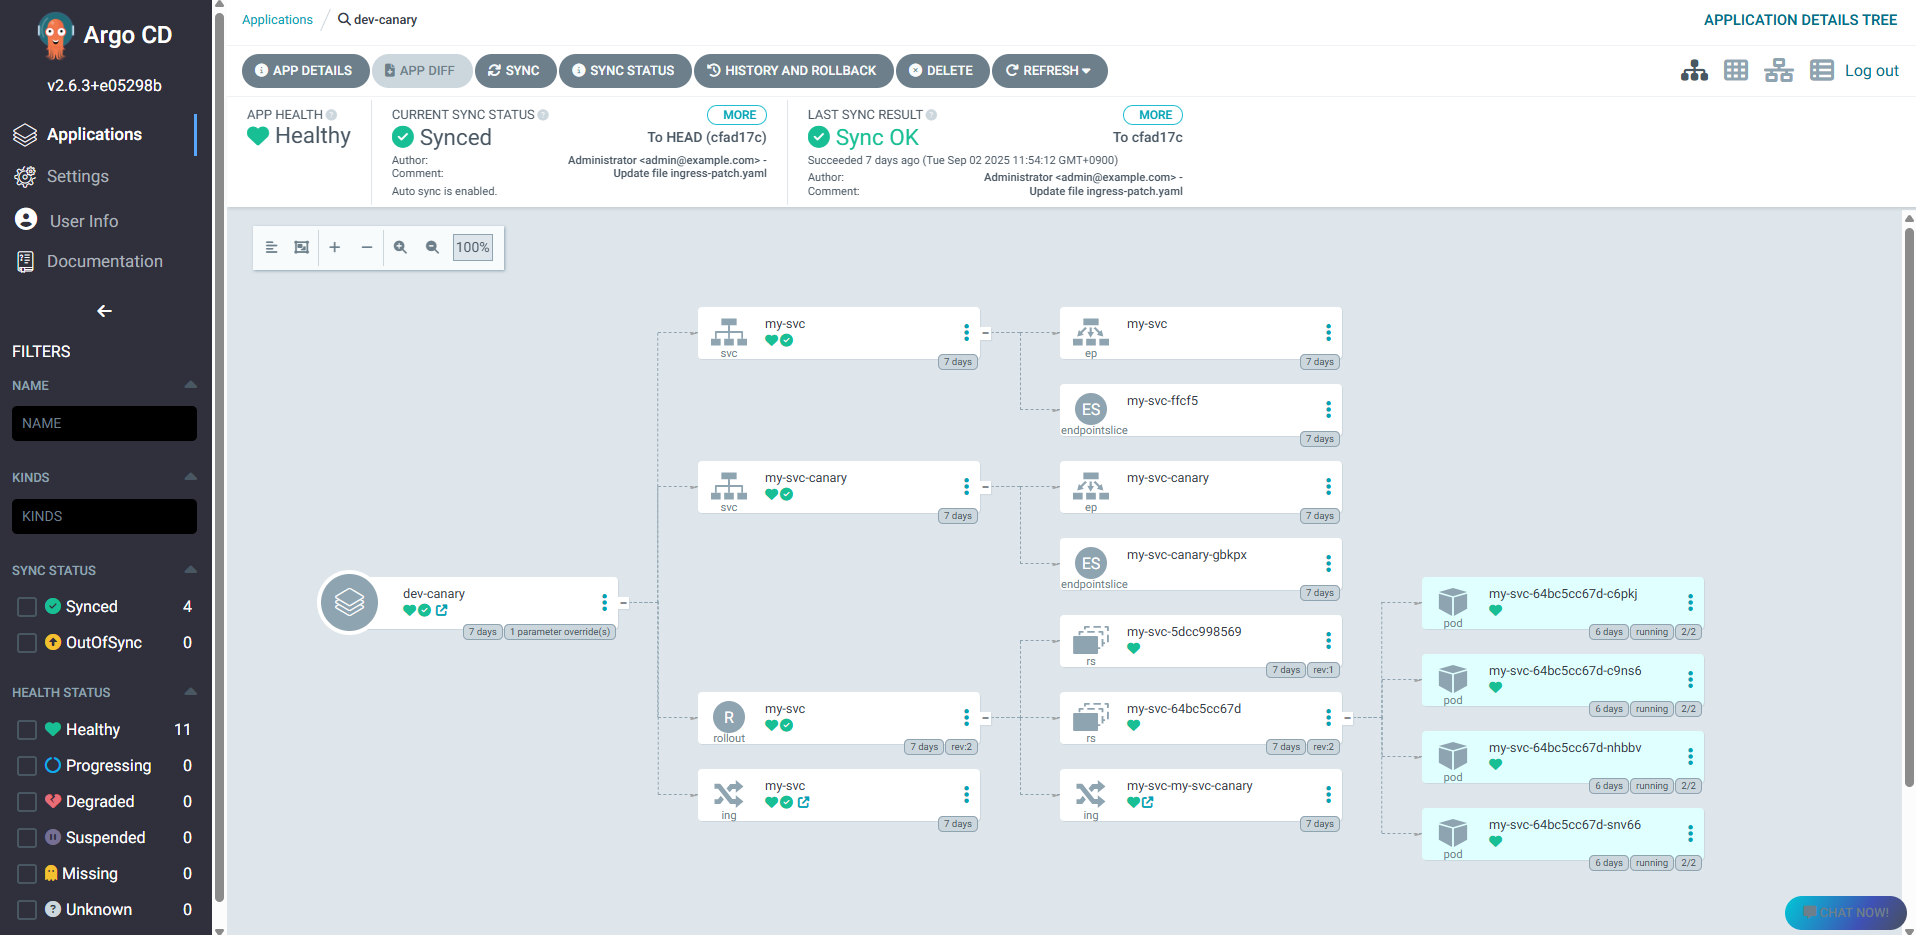 Argo CD
v2.6.3+e05298b
Applications
Settings
User Info
Documentation
FILTERS
NAME
NAME
KINDS
KINDS
SYNC STATUS
Synced 4
OutOfSync 0
HEALTH STATUS
Healthy 11
Progressing 0
Degraded 0
Suspended 0
Missing 0
Unknown 0
Applications / dev-canary
APPLICATION DETAILS TREE
APP DETAILS APP DIFF SYNC SYNC STATUS HISTORY AND ROLLBACK DELETE REFRESH
Log out
APP HEALTH
Healthy
CURRENT SYNC STATUS MORE
Synced To HEAD (cfad17c)
Author: Administrator <admin@example.com> -
Comment: Update file ingress-patch.yaml
Auto sync is enabled.
LAST SYNC RESULT MORE
Sync OK To cfad17c
Succeeded 7 days ago (Tue Sep 02 2025 11:54:12 GMT+0900)
Author: Administrator <admin@example.com> -
Comment: Update file ingress-patch.yaml
100%
dev-canary
7 days 1 parameter override(s)
my-svc
svc
7 days
my-svc-canary
svc
7 days
R
my-svc
rollout
7 days rev:2
my-svc
ing
7 days
my-svc
ep
7 days
ES
my-svc-ffcf5
endpointslice
7 days
my-svc-canary
ep
7 days
ES
my-svc-canary-gbkpx
endpointslice
7 days
my-svc-5dcc998569
rs
7 days rev:1
my-svc-64bc5cc67d
rs
7 days rev:2
my-svc-my-svc-canary
ing
7 days
my-svc-64bc5cc67d-c6pkj
pod
6 days running 2/2
my-svc-64bc5cc67d-c9ns6
pod
6 days running 2/2
my-svc-64bc5cc67d-nhbbv
pod
6 days running 2/2
my-svc-64bc5cc67d-snv66
pod
6 days running 2/2
CHAT NOW!